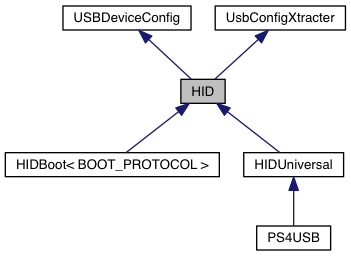 USBDeviceConfig
UsbConfigXtracter
HID
HIDBoot< BOOT_PROTOCOL >
HIDUniversal
PS4USB